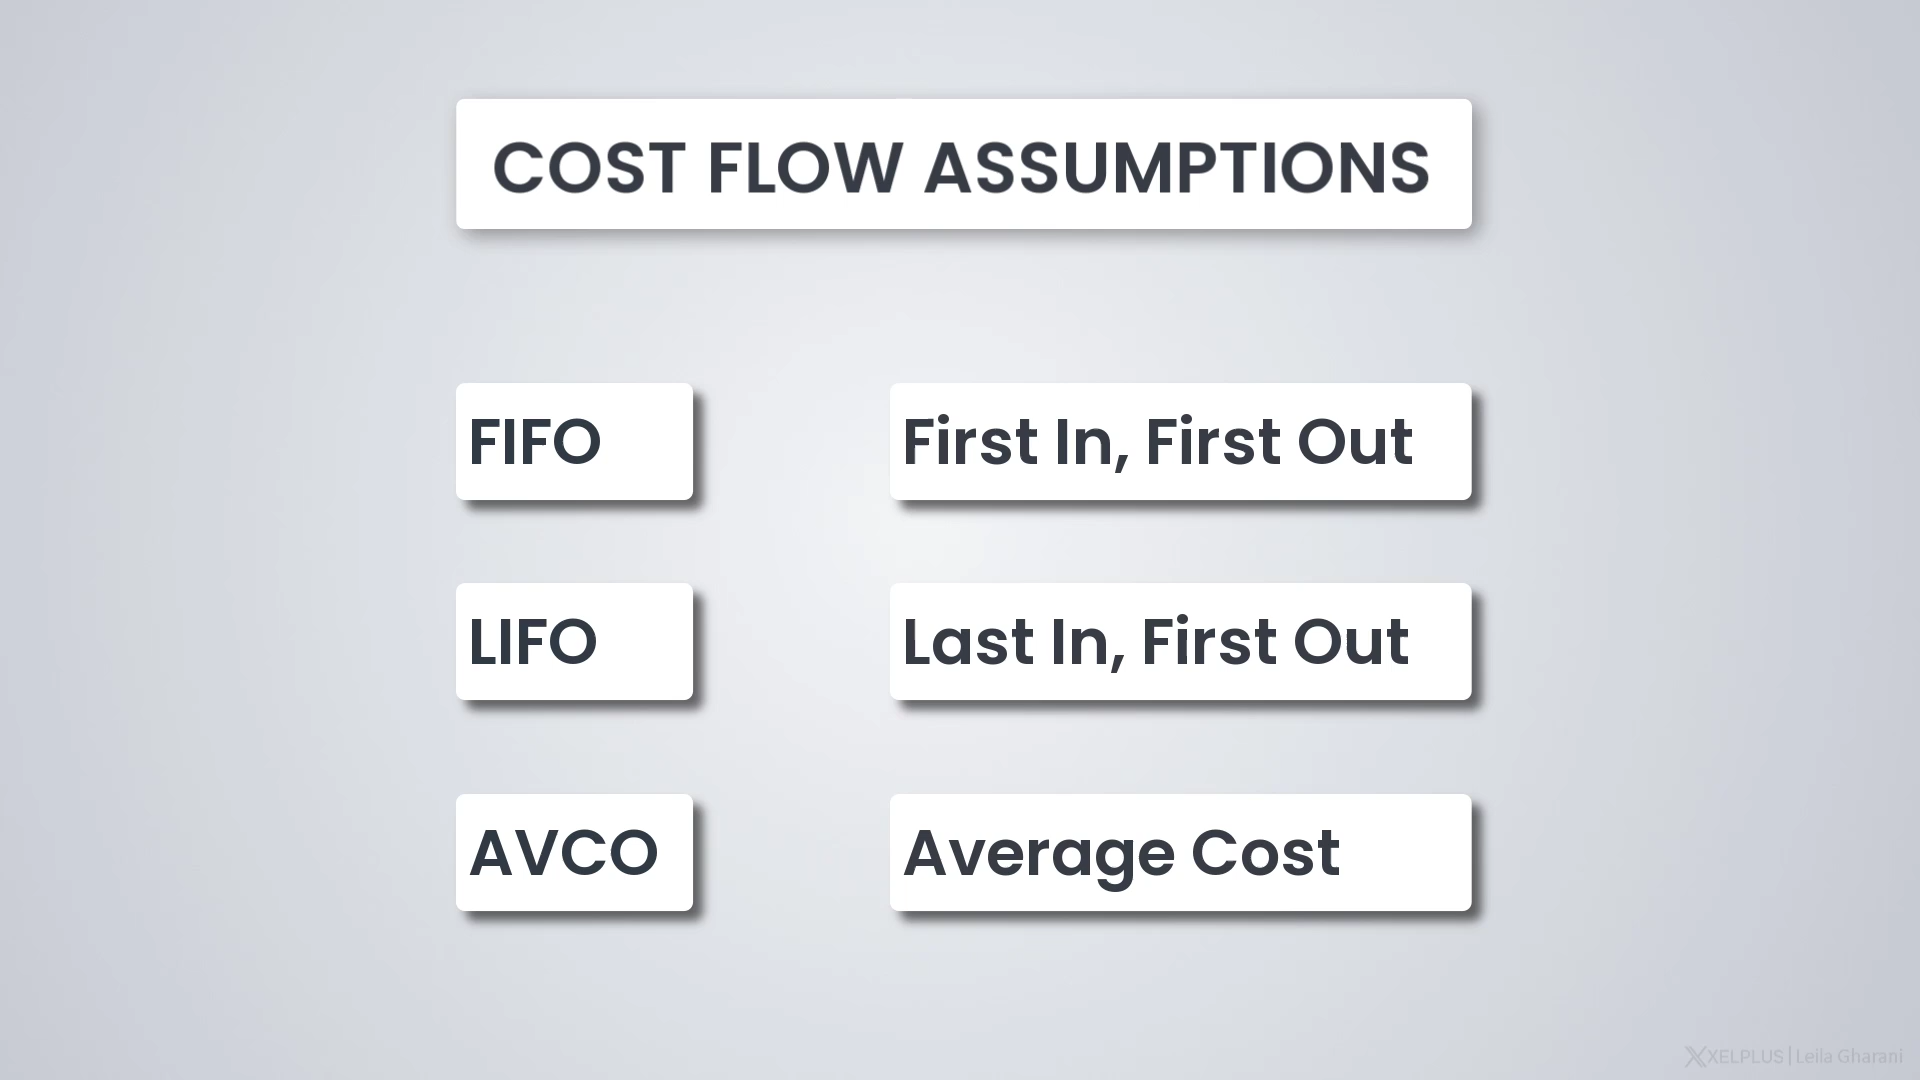 COST FLOW ASSUMPTIONS
FIFO First In, First Out
LIFO Last In, First Out
AVCO Average Cost
XELPLUS | Leila Gharani